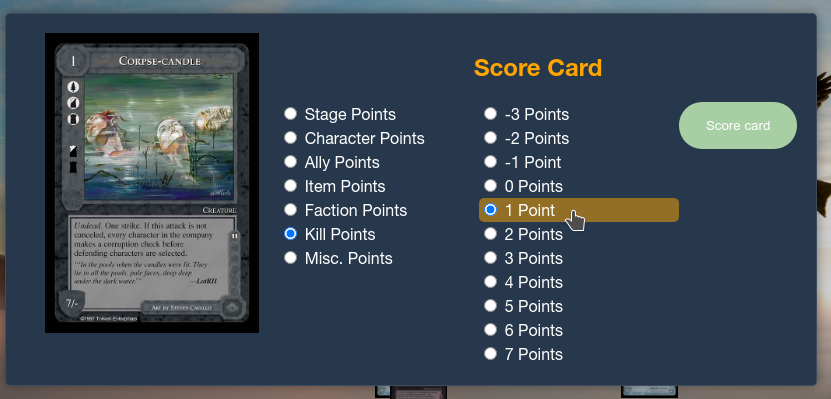 1
CORPSE-CANDLE
CREATURE
Undead. One strike. If this attack is not
canceled, every character in the company
makes a corruption check before
defending characters are selected.
11
"'In the pools when the candles were lit. They
lie in all the pools, pale faces, deep deep
under the dark water.'" —LotRII
7/-
ART BY STEVEN CAVALLO
©1997 Tolkien Enterprises
Score Card
Stage Points
Character Points
Ally Points
Item Points
Faction Points
Kill Points
Misc. Points
-3 Points
-2 Points
-1 Point
0 Points
1 Point
2 Points
3 Points
4 Points
5 Points
6 Points
7 Points
Score card